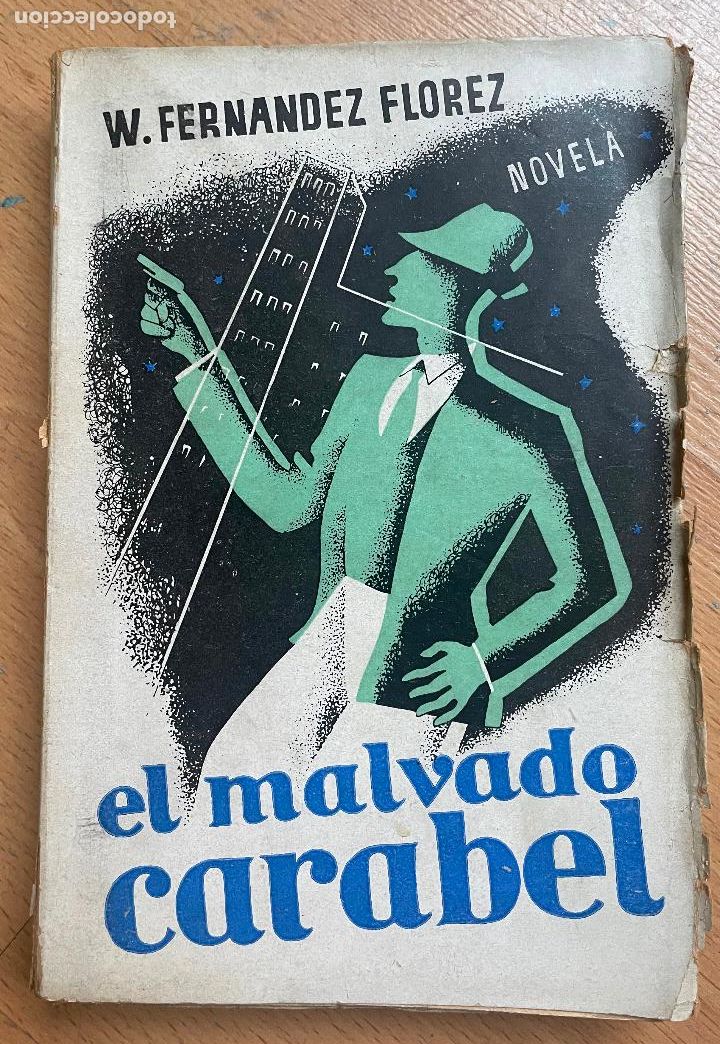 todocoleccion
W. FERNANDEZ FLOREZ
NOVELA
el malvado
carabel